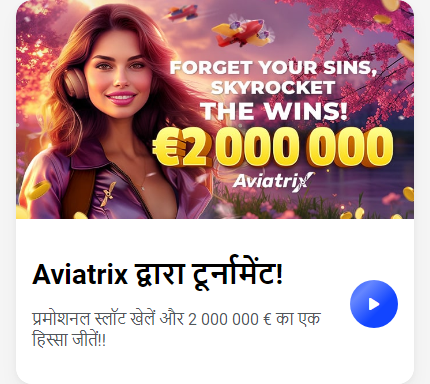 FORGET YOUR SINS,
SKYROCKET
THE WINS!
€2 000 000
Aviatrix
Aviatrix द्वारा टूर्नामेंट!
प्रमोशनल स्लॉट खेलें और 2 000 000 € का एक
हिस्सा जीतें!!